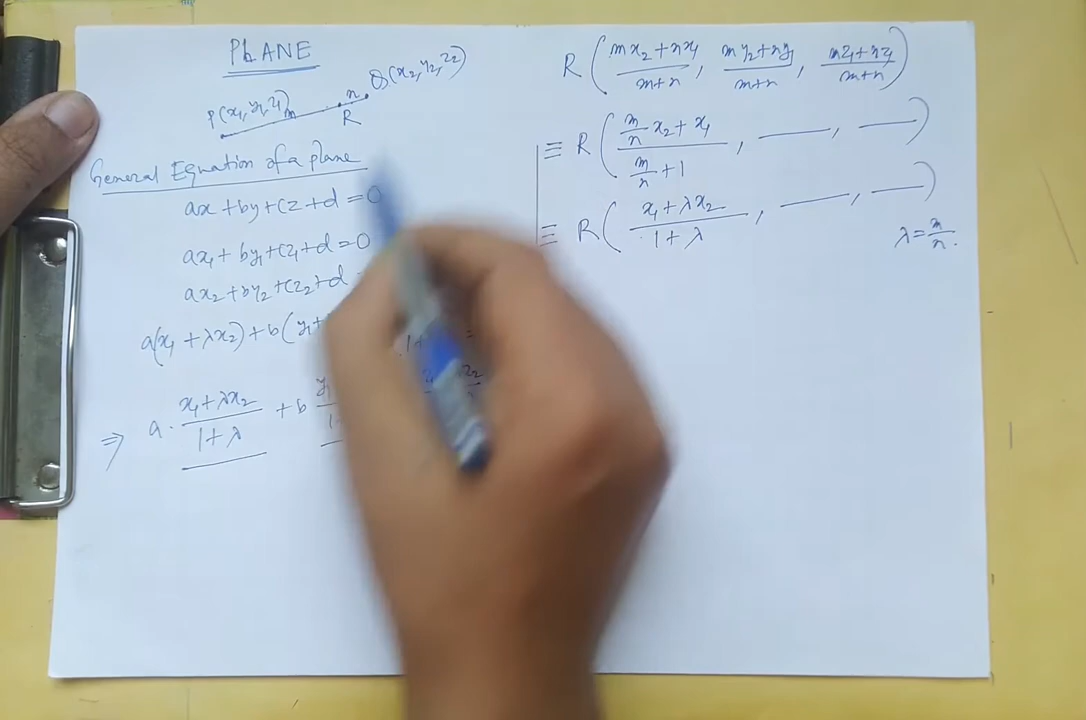 PLANE
P(x₁, y₁, z₁) m n Q(x₂, y₂, z₂)
R
General Equation of a plane
ax + by + cz + d = 0
ax₁ + by₁ + cz₁ + d = 0
ax₂ + by₂ + cz₂ + d
a(x₁ + λx₂) + b(y₁+
⇒ a. (x₁ + λx₂)/(1 + λ) + b
R( (mx₂ + nx₁)/(m+n), (my₂ + ny₁)/(m+n), (mz₂ + nz₁)/(m+n) )
≡ R( (m/n x₂ + x₁)/(m/n + 1), ——, —— )
≡ R( (x₁ + λx₂)/(1 + λ), ——, —— )
λ = m/n.